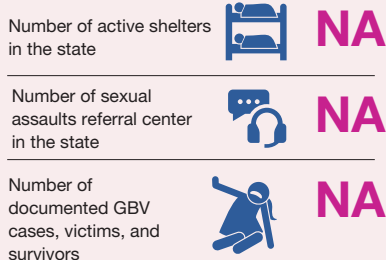 Number of active shelters
in the state
NA
Number of sexual
assaults referral center
in the state
NA
Number of
documented GBV
cases, victims, and
survivors
NA